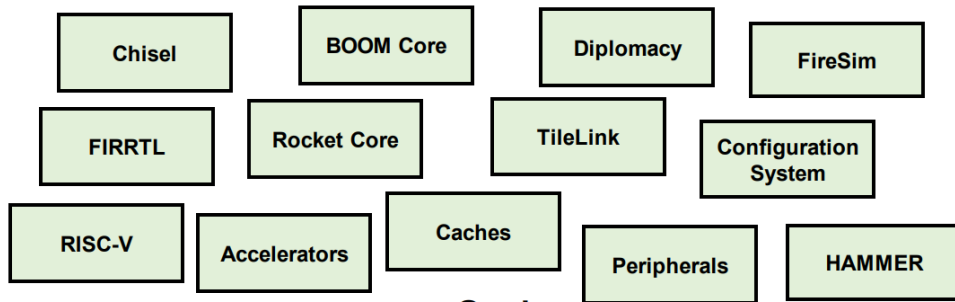 Chisel
BOOM Core
Diplomacy
FireSim
FIRRTL
Rocket Core
TileLink
Configuration
System
RISC-V
Accelerators
Caches
Peripherals
HAMMER